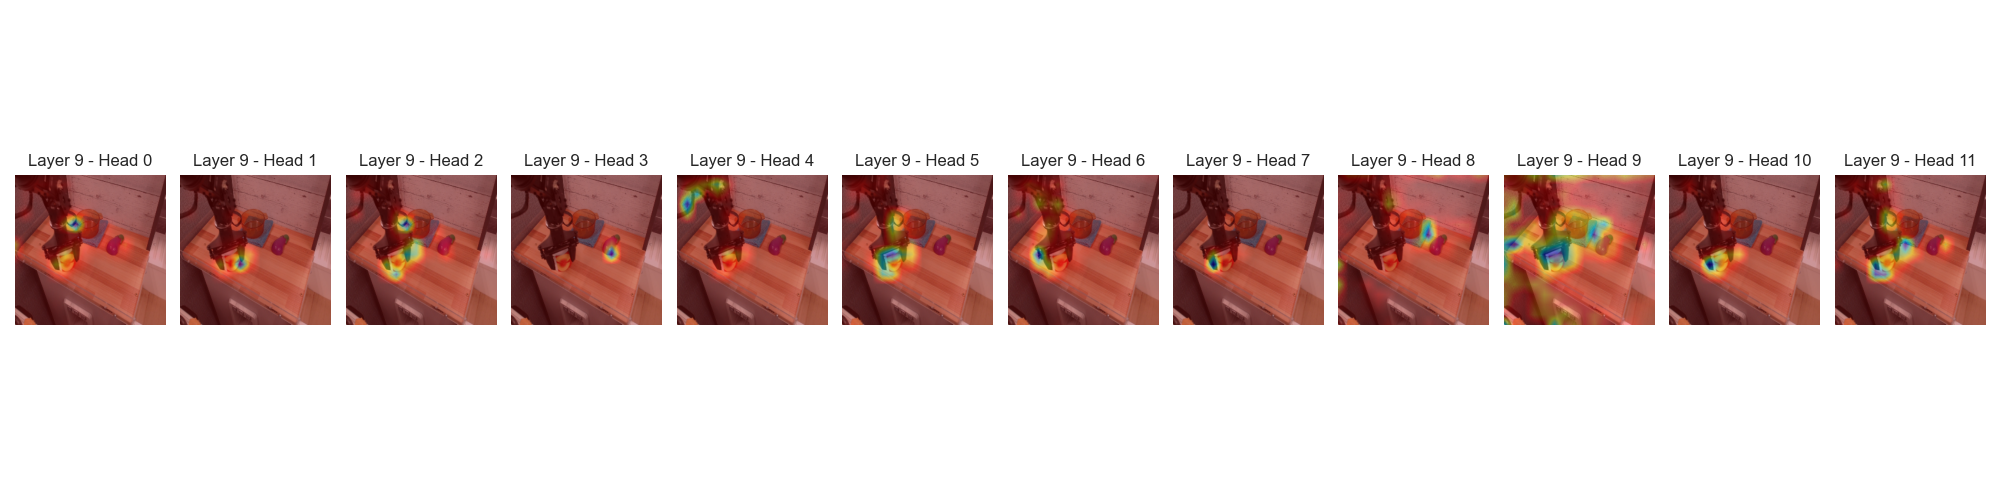 Layer 9 - Head 0
Layer 9 - Head 1
Layer 9 - Head 2
Layer 9 - Head 3
Layer 9 - Head 4
Layer 9 - Head 5
Layer 9 - Head 6
Layer 9 - Head 7
Layer 9 - Head 8
Layer 9 - Head 9
Layer 9 - Head 10
Layer 9 - Head 11